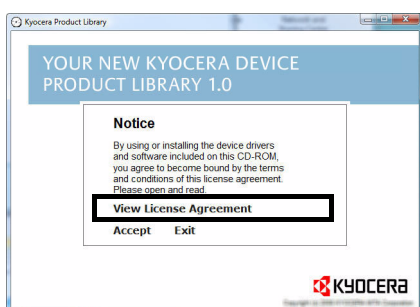 Kyocera Product Library
YOUR NEW KYOCERA DEVICE
PRODUCT LIBRARY 1.0
Notice
By using or installing the device drivers
and software included on this CD-ROM,
you agree to become bound by the terms
and conditions of this license agreement.
Please open and read.
View License Agreement
Accept Exit
KYOCERA